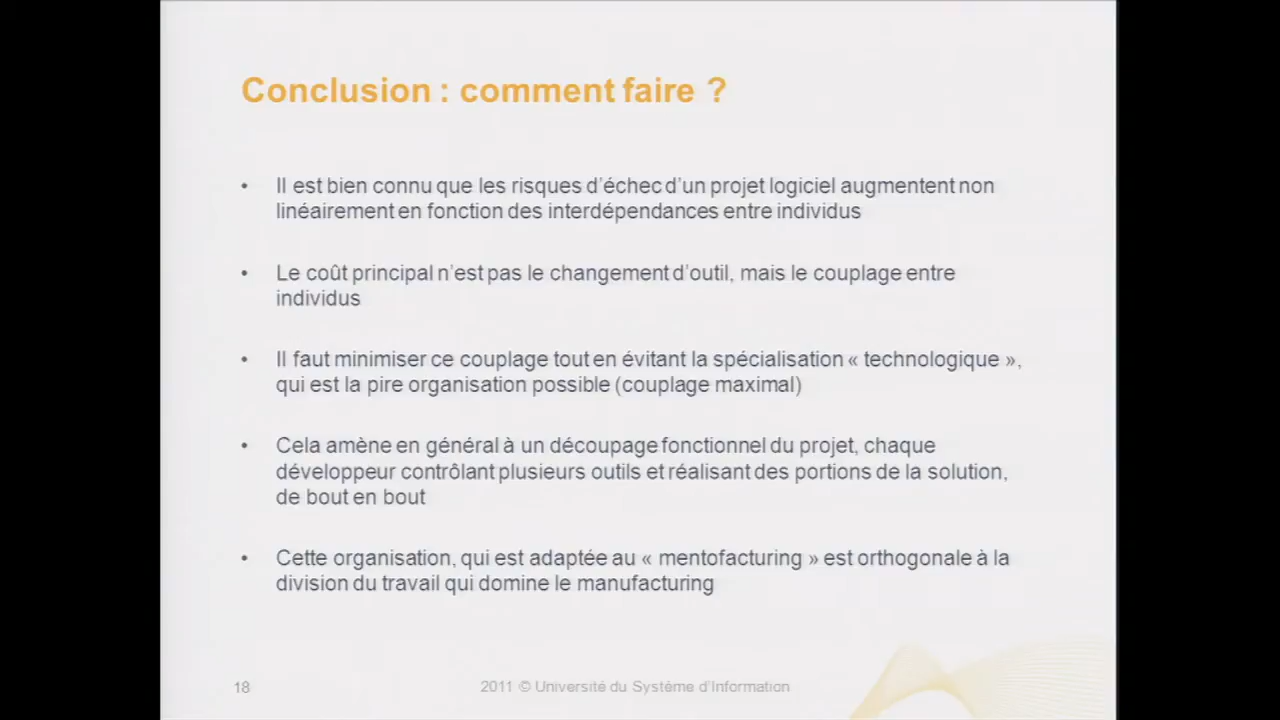 Conclusion : comment faire ?
• Il est bien connu que les risques d'échec d'un projet logiciel augmentent non
linéairement en fonction des interdépendances entre individus
• Le coût principal n'est pas le changement d'outil, mais le couplage entre
individus
• Il faut minimiser ce couplage tout en évitant la spécialisation « technologique »,
qui est la pire organisation possible (couplage maximal)
• Cela amène en général à un découpage fonctionnel du projet, chaque
développeur contrôlant plusieurs outils et réalisant des portions de la solution,
de bout en bout
• Cette organisation, qui est adaptée au « mentofacturing » est orthogonale à la
division du travail qui domine le manufacturing
18
2011 © Université du Système d'Information